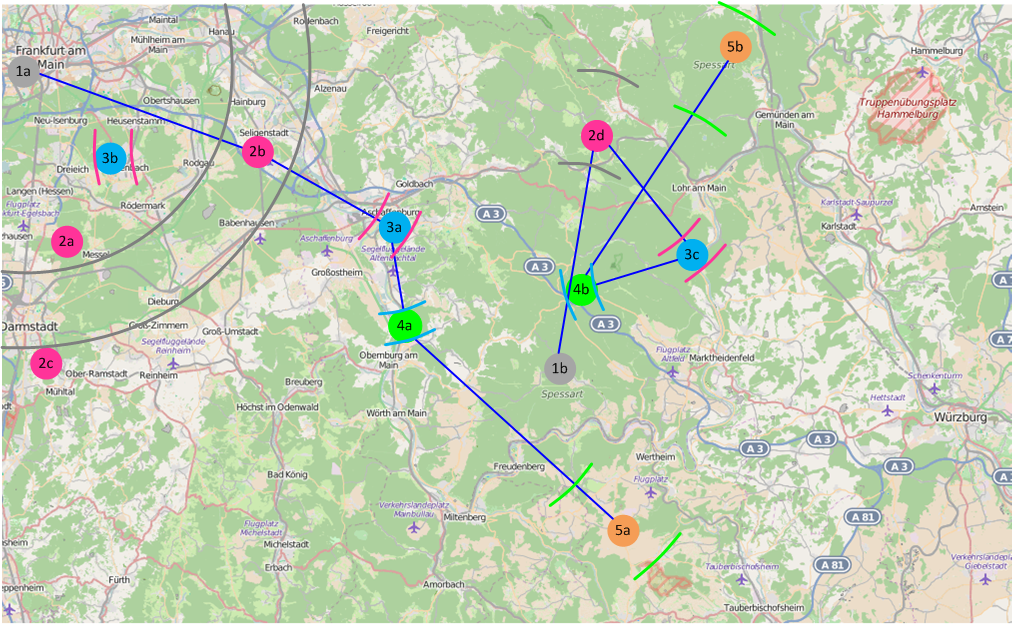 Maintal
Hanau
Rodenbach
Freigericht
Mühlheim am
Main
Frankfurt am
Main
1a
Alzenau
Obertshausen
Hainburg
Neu-Isenburg
Heusenstamm
Seligenstadt
2b
3b
Dreieich
Rodgau
Langen (Hessen)
Flugplatz
Rödermark
2a
Messel
Babenhausen
Goldbach
Aschaffenburg
3a
Aschaffenburg
Segelfluggelände
Altenbachtal
Großostheim
Dieburg
Darmstadt
Groß-Zimmern
Groß-Umstadt
Segelfluggelände
Reinheim
2c
Ober-Ramstadt
Reinheim
Mühltal
4a
Obernburg am
Main
Breuberg
Höchst im Odenwald
Wörth am Main
Bad König
Flugplatz
Michelstadt
Michelstadt
Erbach
Fürth
Verkehrslandeplatz
Mainbullau
Miltenberg
Amorbach
Freudenberg
5a
Wertheim
Flugplatz
Tauberbischofsheim
Tauberbischofsheim
5b
Spessart
Hammelburg
Truppenübungsplatz
Hammelburg
Gemünden am
Main
2d
Lohr am Main
Karlstadt-Saupurzel
Arnstein
Karlstadt
A 3
A 3
3c
4b
A 3
1b
Spessart
Flugplatz
Altfeld
Marktheidenfeld
Schenkenturm
Hettstadt
Würzburg
A 7
A 3
A 3
A 3
A 81
A 81
Verkehrslandepl
Giebelstadt